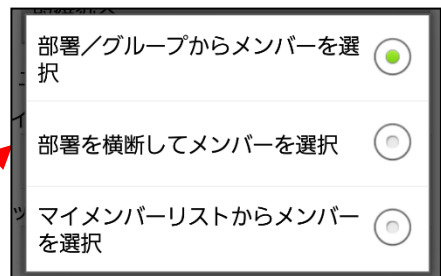 部署／グループからメンバーを選
択
部署を横断してメンバーを選択
マイメンバーリストからメンバー
を選択